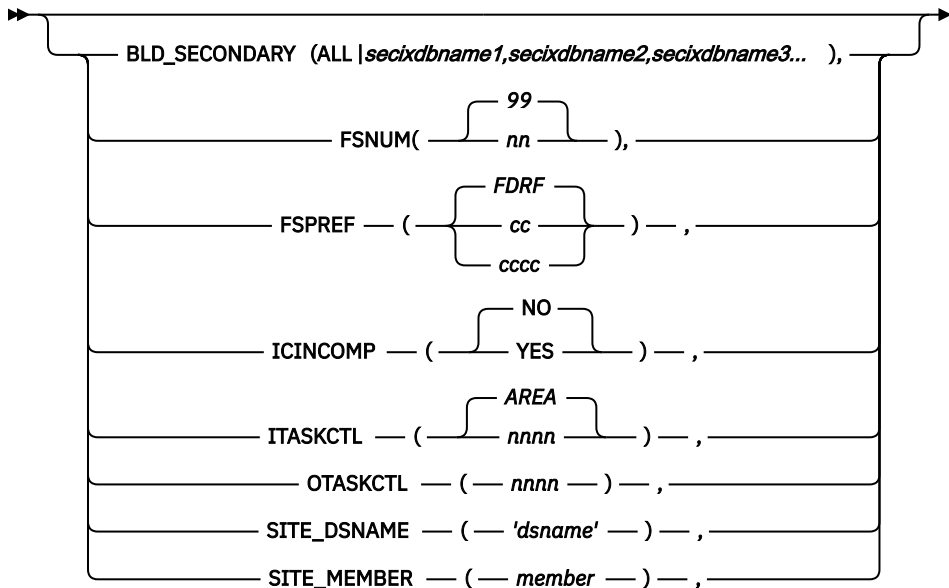 BLD_SECONDARY (ALL |secixdbname1,secixdbname2,secixdbname3... ),
99
FSNUM( nn ),
FDRF
FSPREF ( cc ) ,
cccc
NO
ICINCOMP ( YES ) ,
AREA
ITASKCTL ( nnnn ) ,
OTASKCTL ( nnnn ) ,
SITE_DSNAME ( 'dsname' ) ,
SITE_MEMBER ( member ) ,